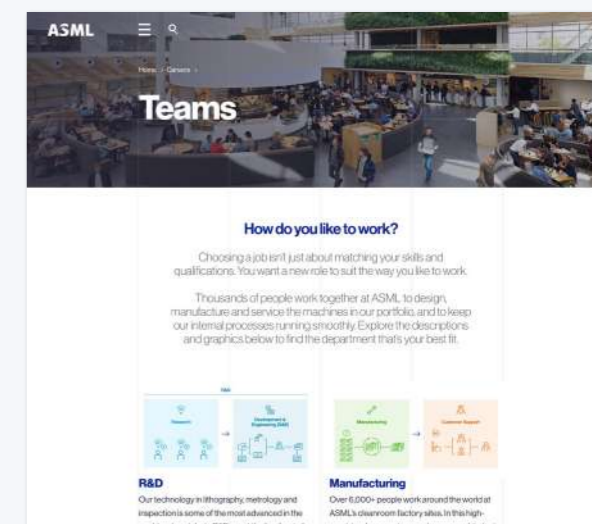 ASML
Home > Careers >
Teams
How do you like to work?
Choosing a job isn't just about matching your skills and
qualifications. You want a new role to suit the way you like to work.
Thousands of people work together at ASML to design,
manufacture and service the machines in our portfolio, and to keep
our internal processes running smoothly. Explore the descriptions
and graphics below to find the department that's your best fit.
R&D
Research
Development &
Engineering (D&E)
Manufacturing
Customer Support
R&D
Our technology in lithography, metrology and
inspection is some of the most advanced in the
Manufacturing
Over 6,000+ people work around the world at
ASML's cleanroom factory sites. In this high-